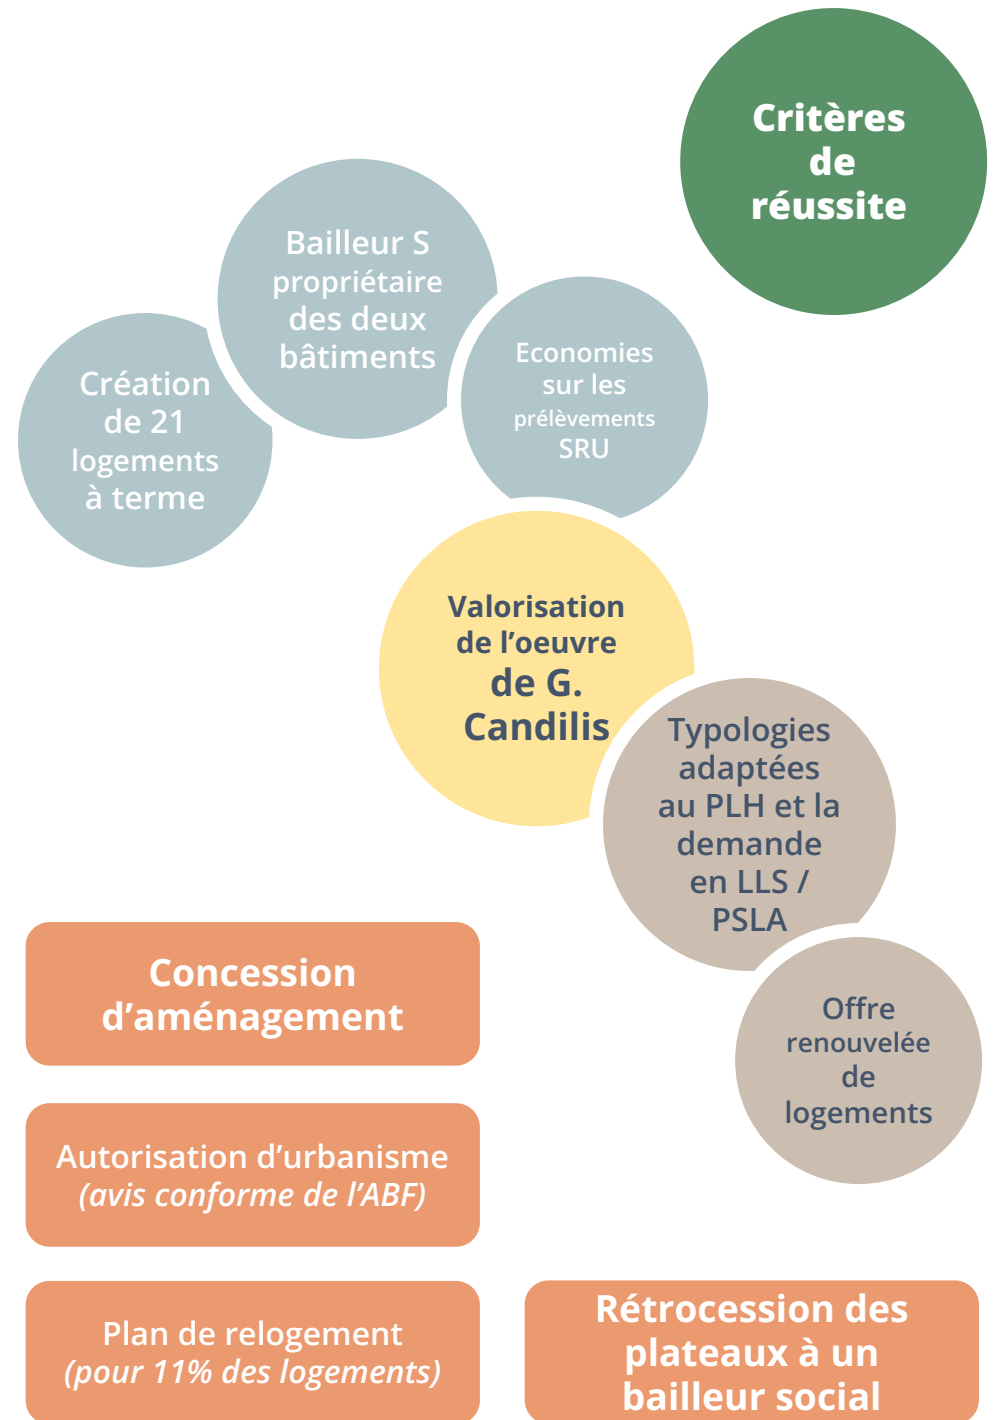 Critères
de
réussite
Bailleur S
propriétaire
des deux
bâtiments
Economies
sur les
prélèvements
SRU
Création
de 21
logements
à terme
Valorisation
de l’oeuvre
de G.
Candilis
Typologies
adaptées
au PLH et la
demande
en LLS /
PSLA
Offre
renouvelée
de
logements
Concession
d’aménagement
Autorisation d’urbanisme
(avis conforme de l’ABF)
Plan de relogement
(pour 11% des logements)
Rétrocession des
plateaux à un
bailleur social